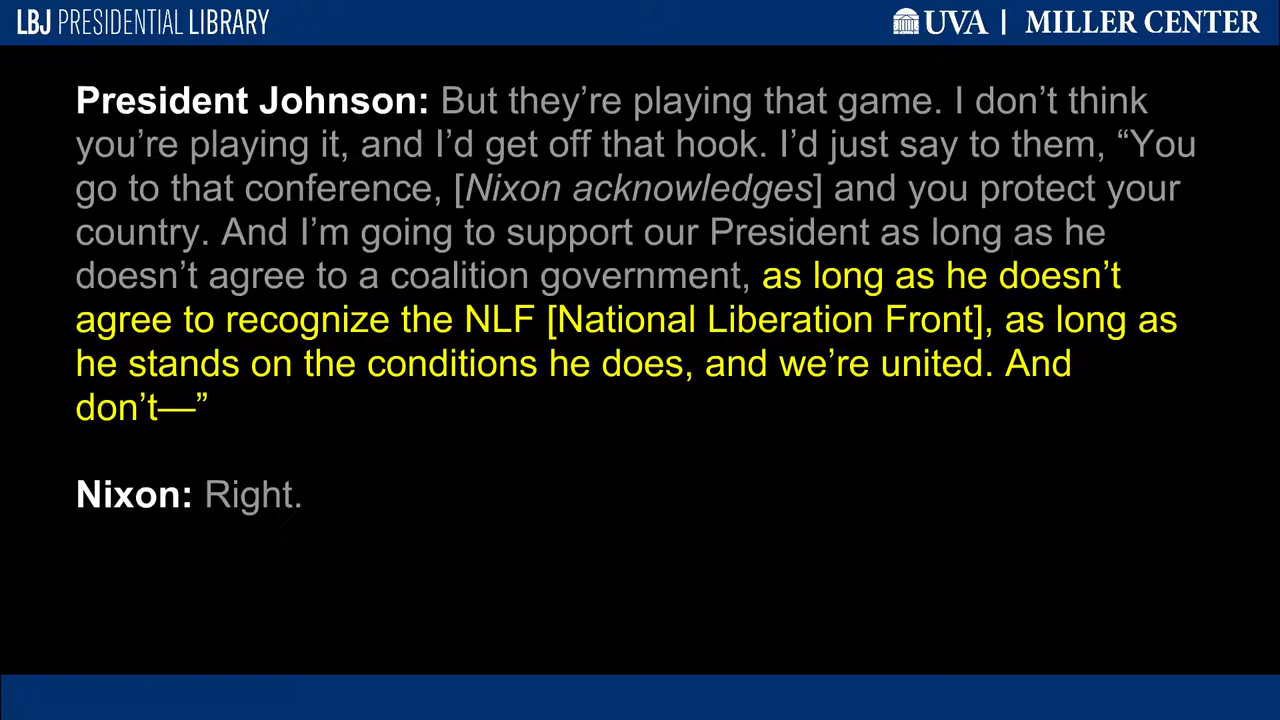 LBJ PRESIDENTIAL LIBRARY
UVA | MILLER CENTER
President Johnson: But they’re playing that game. I don’t think
you’re playing it, and I’d get off that hook. I’d just say to them, “You
go to that conference, [Nixon acknowledges] and you protect your
country. And I’m going to support our President as long as he
doesn’t agree to a coalition government, as long as he doesn’t
agree to recognize the NLF [National Liberation Front], as long as
he stands on the conditions he does, and we’re united. And
don’t—”
Nixon: Right.